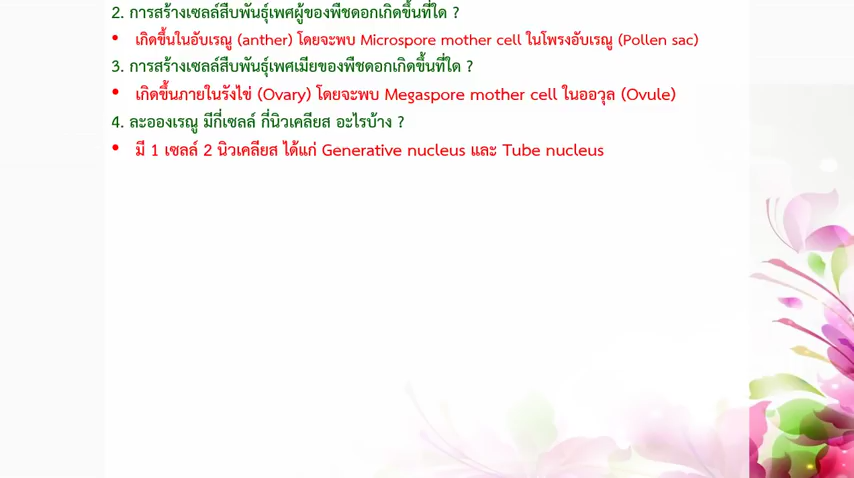 2. การสร้างเซลล์สืบพันธุ์เพศผู้ของพืชดอกเกิดขึ้นที่ใด ?
• เกิดขึ้นในอับเรณู (anther) โดยจะพบ Microspore mother cell ในโพรงอับเรณู (Pollen sac)
3. การสร้างเซลล์สืบพันธุ์เพศเมียของพืชดอกเกิดขึ้นที่ใด ?
• เกิดขึ้นภายในรังไข่ (Ovary) โดยจะพบ Megaspore mother cell ในออวุล (Ovule)
4. ละอองเรณู มีกี่เซลล์ กี่นิวเคลียส อะไรบ้าง ?
• มี 1 เซลล์ 2 นิวเคลียส ได้แก่ Generative nucleus และ Tube nucleus